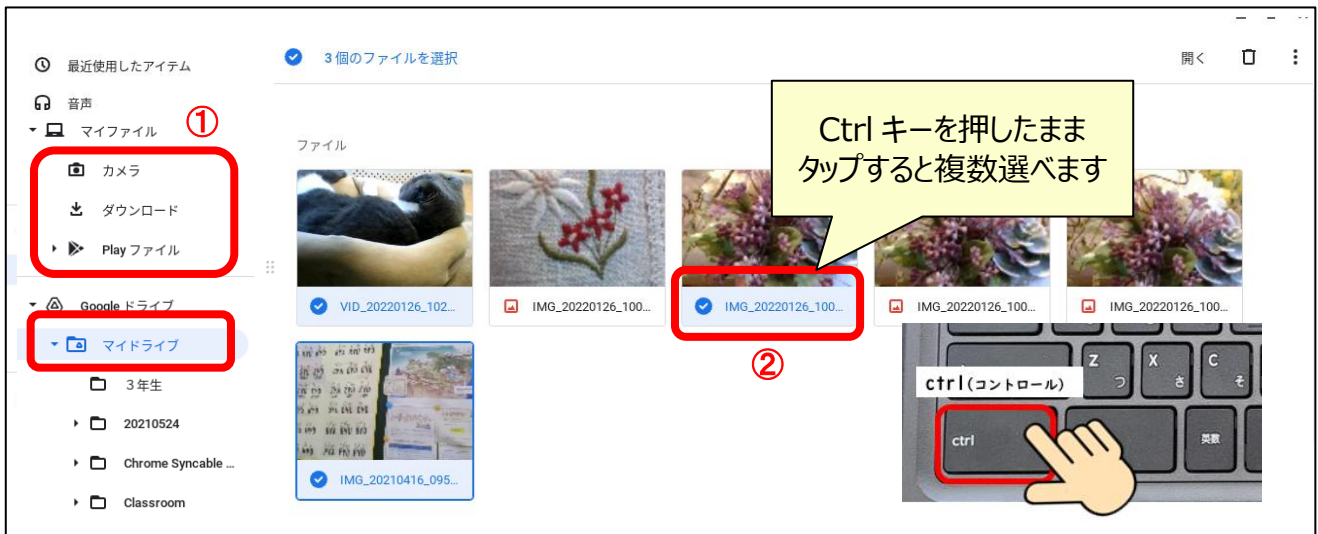 最近使用したアイテム
音声
マイファイル
①
カメラ
ダウンロード
Play ファイル
Google ドライブ
マイドライブ
3年生
20210524
Chrome Syncable ...
Classroom
3 個のファイルを選択
開く
ファイル
Ctrl キーを押したまま
タップすると複数選べます
VID_20220126_102...
IMG_20220126_100...
IMG_20220126_100...
IMG_20220126_100...
IMG_20220126_100...
②
IMG_20210416_095...
ctrl(コントロール)
Z
つ
X
さ
C
そ
ctrl
英数